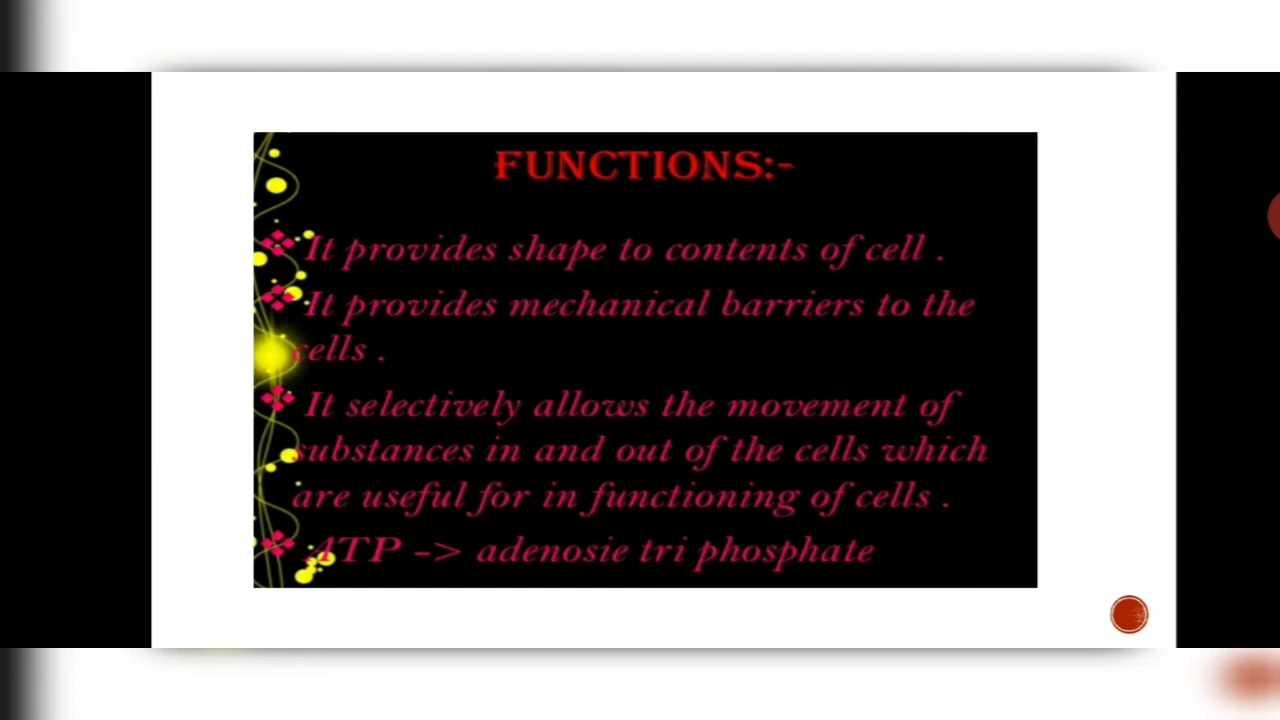 FUNCTIONS:-
It provides shape to contents of cell .
It provides mechanical barriers to the
cells .
It selectively allows the movement of
substances in and out of the cells which
are useful for in functioning of cells .
ATP -> adenosie tri phosphate